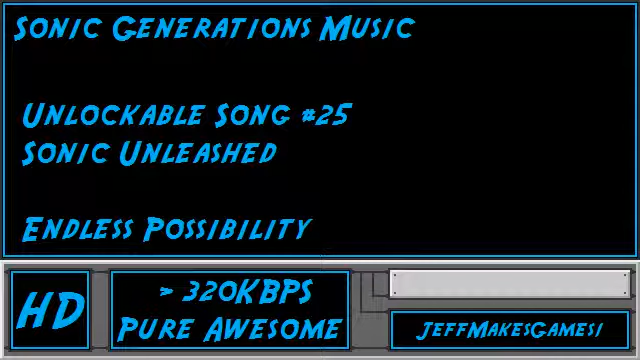 Sonic Generations Music
Unlockable Song #25
Sonic Unleashed
Endless Possibility
HD
> 320KBPS
Pure Awesome
JeffMakesGames!